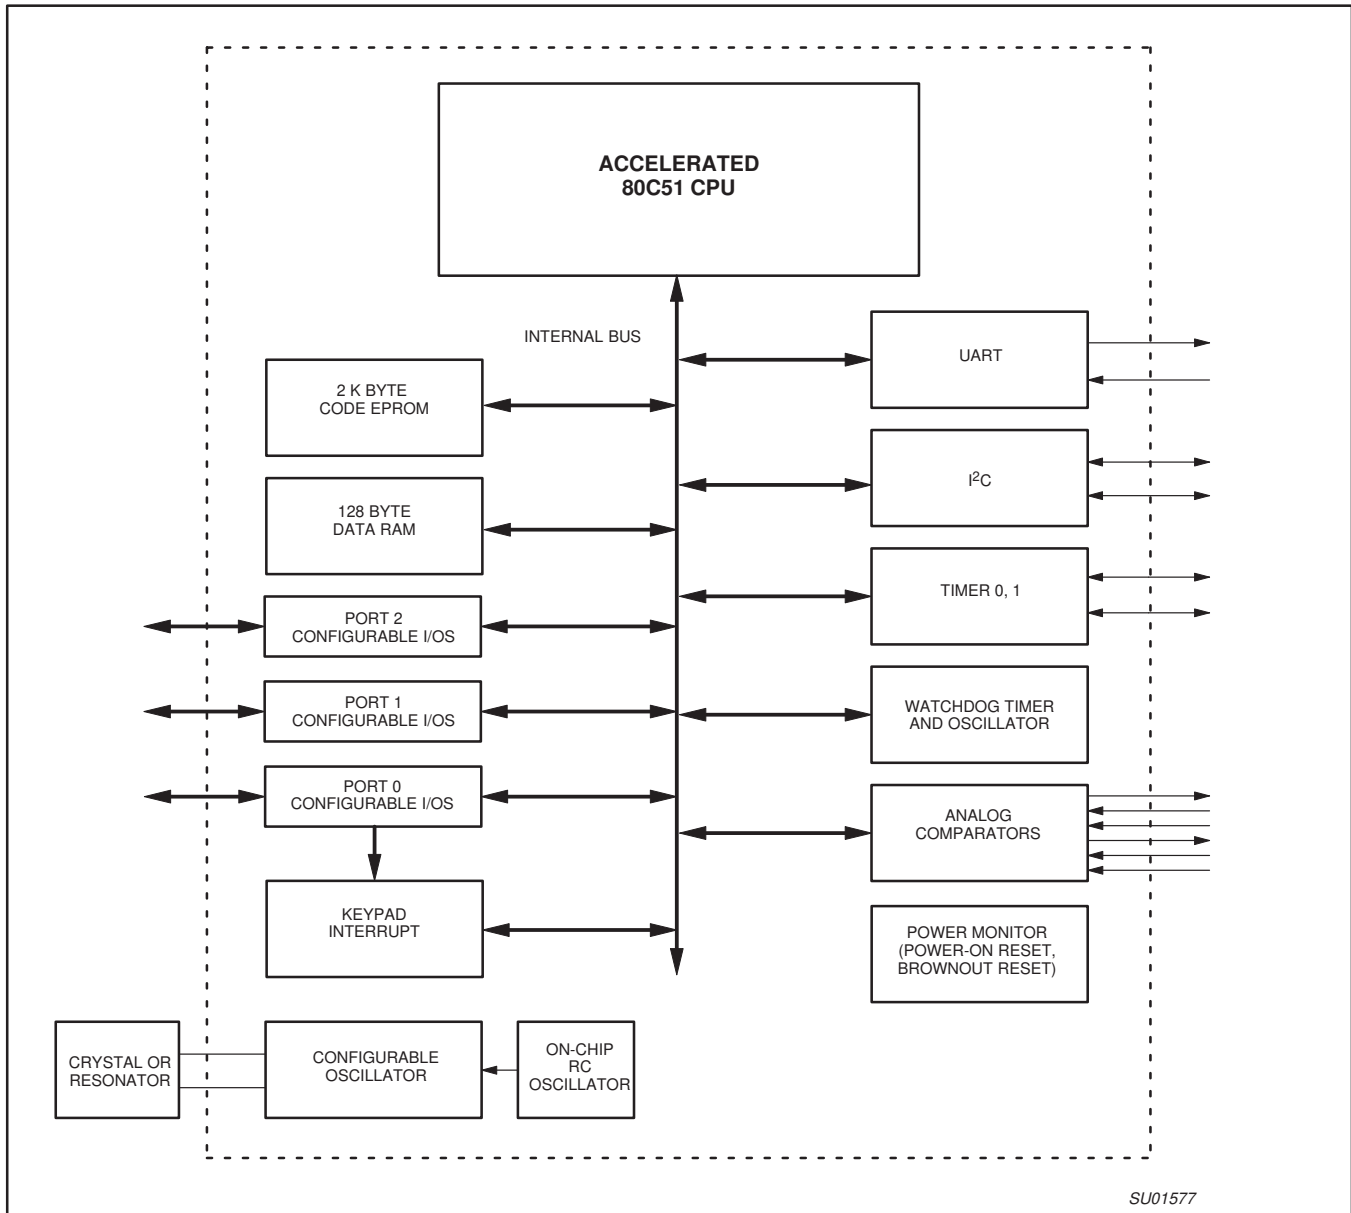 ACCELERATED
80C51 CPU
INTERNAL BUS
UART
2 K BYTE
CODE EPROM
I²C
128 BYTE
DATA RAM
TIMER 0, 1
PORT 2
CONFIGURABLE I/OS
PORT 1
CONFIGURABLE I/OS
WATCHDOG TIMER
AND OSCILLATOR
PORT 0
CONFIGURABLE I/OS
ANALOG
COMPARATORS
KEYPAD
INTERRUPT
POWER MONITOR
(POWER-ON RESET,
BROWNOUT RESET)
CRYSTAL OR
RESONATOR
CONFIGURABLE
OSCILLATOR
ON-CHIP
RC
OSCILLATOR
SU01577